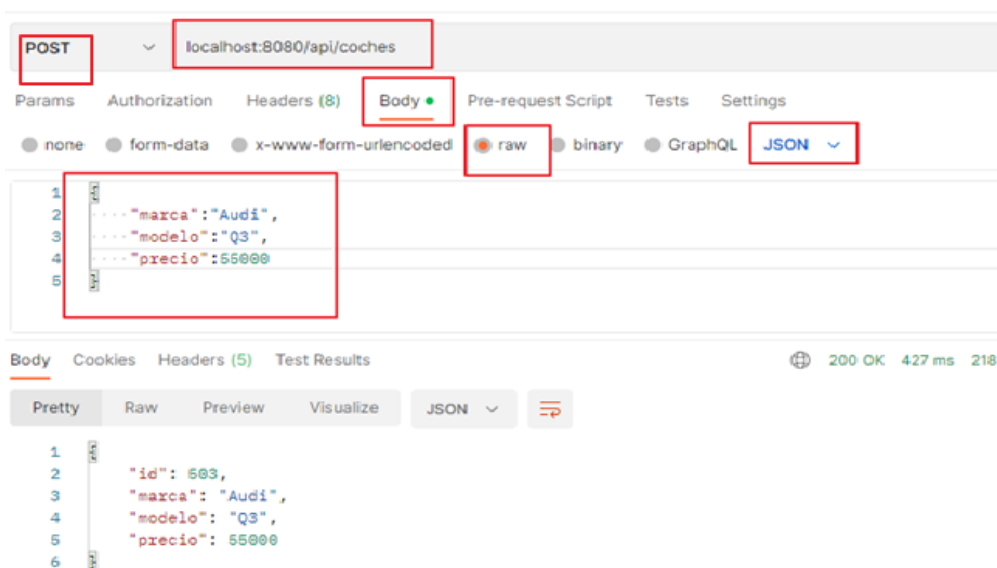 POST localhost:8080/api/coches
Params Authorization Headers (8) Body Pre-request Script Tests Settings
none form-data x-www-form-urlencoded raw binary GraphQL JSON
1 {
2 "marca":"Audi",
3 "modelo":"Q3",
4 "precio":55000
5 }
Body Cookies Headers (5) Test Results 200 OK 427 ms 218
Pretty Raw Preview Visualize JSON
1 {
2 "id": 603,
3 "marca": "Audi",
4 "modelo": "Q3",
5 "precio": 55000
6 }